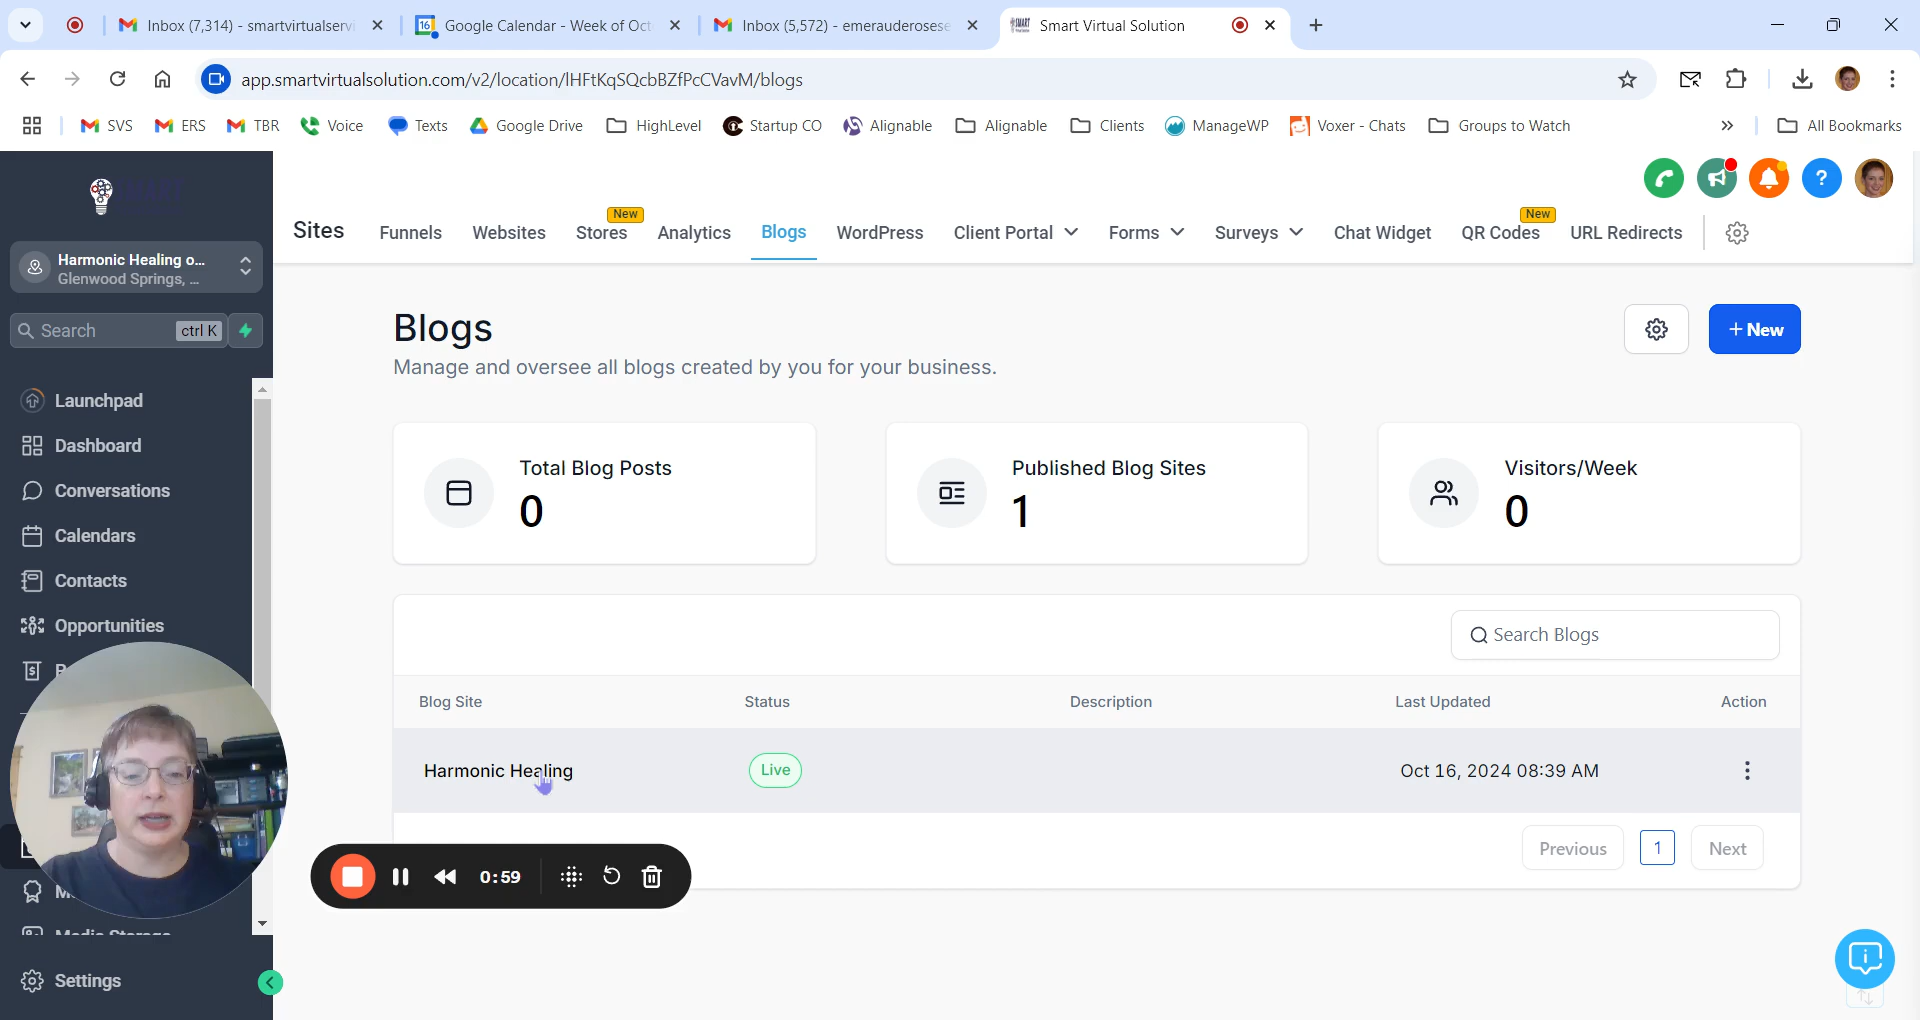 Inbox (7,314) - smartvirtualservi
Google Calendar - Week of Oct
16
Inbox (5,572) - emerauderosese
SMART
Smart Virtual Solution
app.smartvirtualsolution.com/v2/location/lHFtKqSQcbBZfPcCVavM/blogs
SVS
ERS
TBR
Voice
Texts
Google Drive
HighLevel
Startup CO
Alignable
Alignable
Clients
ManageWP
Voxer - Chats
Groups to Watch
All Bookmarks
Harmonic Healing o...
Glenwood Springs, ...
Search
ctrl K
Launchpad
Dashboard
Conversations
Calendars
Contacts
Opportunities
Media Storage
Settings
Sites
Funnels
Websites
New
Stores
Analytics
Blogs
WordPress
Client Portal
Forms
Surveys
Chat Widget
New
QR Codes
URL Redirects
Blogs
Manage and oversee all blogs created by you for your business.
+ New
Total Blog Posts
0
Published Blog Sites
1
Visitors/Week
0
Search Blogs
Blog Site
Status
Description
Last Updated
Action
Harmonic Healing
Live
Oct 16, 2024 08:39 AM
Previous
1
Next
0:59